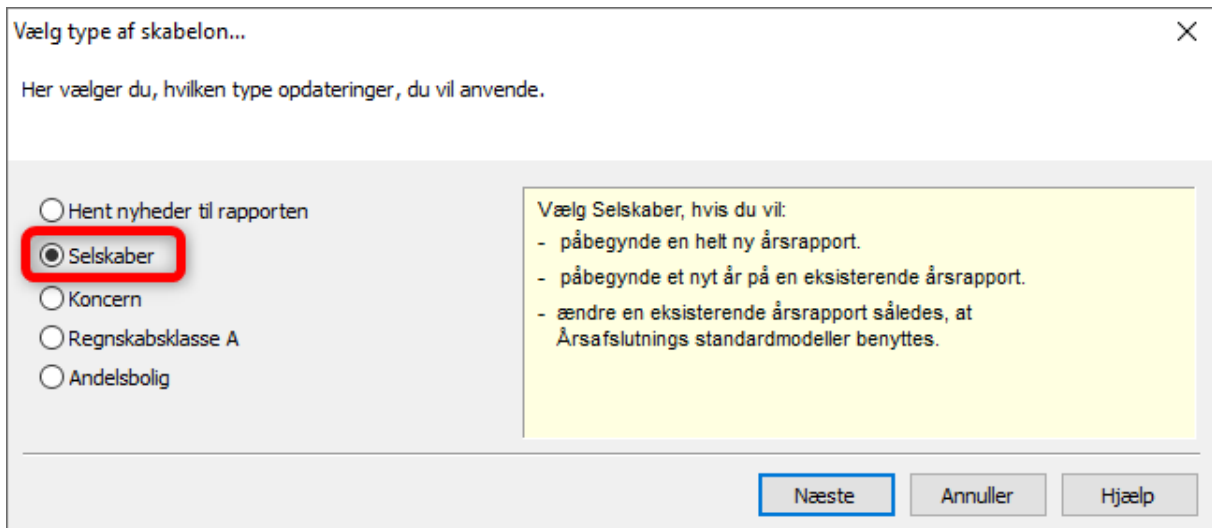 Vælg type af skabelon...
Her vælger du, hvilken type opdateringer, du vil anvende.
Hent nyheder til rapporten
Selskaber
Koncern
Regnskabsklasse A
Andelsbolig
Vælg Selskaber, hvis du vil:
- påbegynde en helt ny årsrapport.
- påbegynde et nyt år på en eksisterende årsrapport.
- ændre en eksisterende årsrapport således, at
Årsafslutnings standardmodeller benyttes.
Næste
Annuller
Hjælp